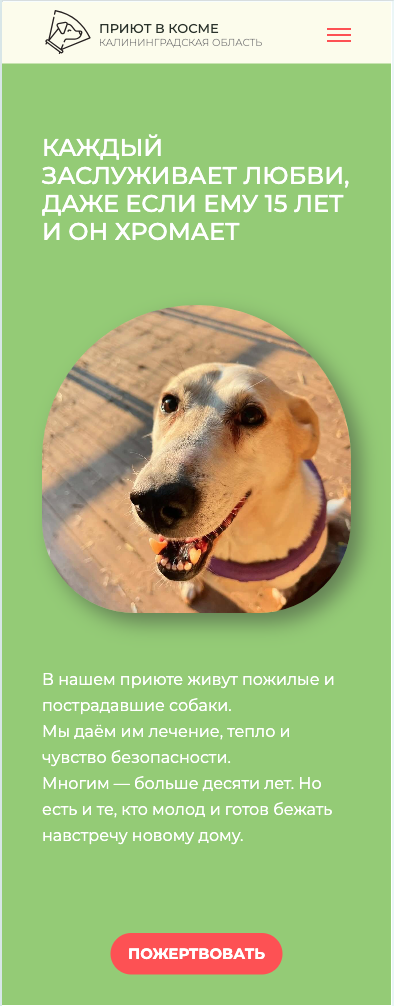 ПРИЮТ В КОСМЕ
КАЛИНИНГРАДСКАЯ ОБЛАСТЬ
КАЖДЫЙ
ЗАСЛУЖИВАЕТ ЛЮБВИ,
ДАЖЕ ЕСЛИ ЕМУ 15 ЛЕТ
И ОН ХРОМАЕТ
В нашем приюте живут пожилые и
пострадавшие собаки.
Мы даём им лечение, тепло и
чувство безопасности.
Многим — больше десяти лет. Но
есть и те, кто молод и готов бежать
навстречу новому дому.
ПОЖЕРТВОВАТЬ